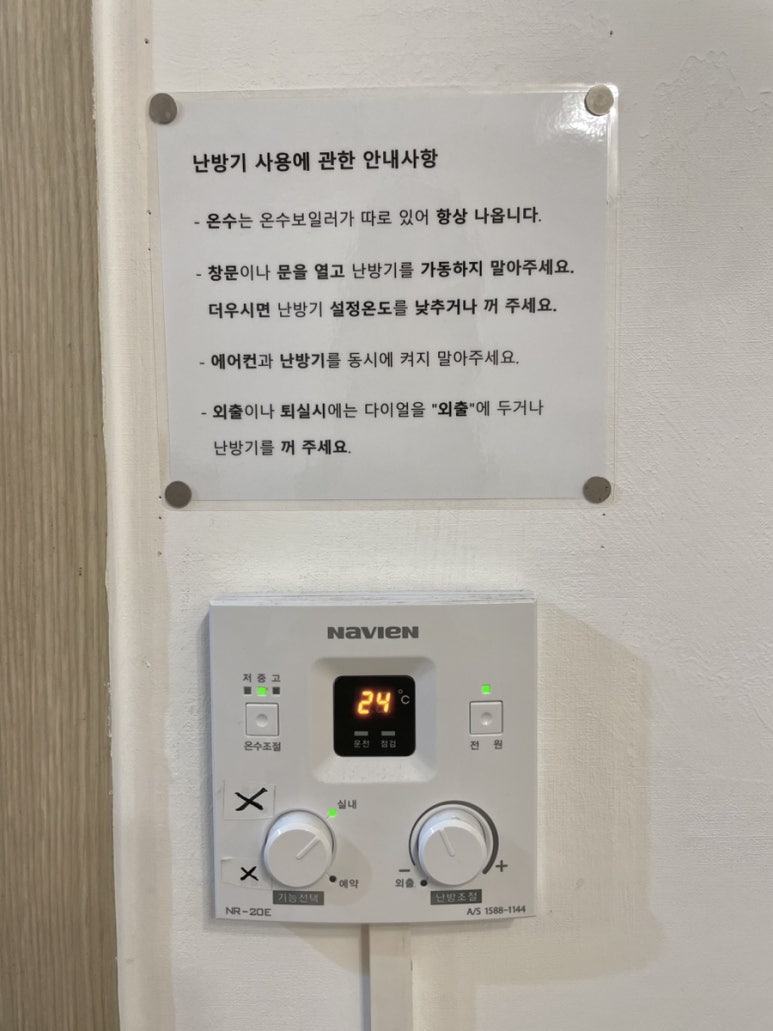 난방기 사용에 관한 안내사항
- 온수는 온수보일러가 따로 있어 항상 나옵니다.
- 창문이나 문을 열고 난방기를 가동하지 말아주세요.
더우시면 난방기 설정온도를 낮추거나 꺼 주세요.
- 에어컨과 난방기를 동시에 켜지 말아주세요.
- 외출이나 퇴실시에는 다이얼을 "외출"에 두거나
난방기를 꺼 주세요.
NAVIEN
저 중 고
24 °C
운전 점검
온수조절
전 원
실내
예약
기능선택
- +
외출
난방조절
NR-20E
A/S 1588-1144